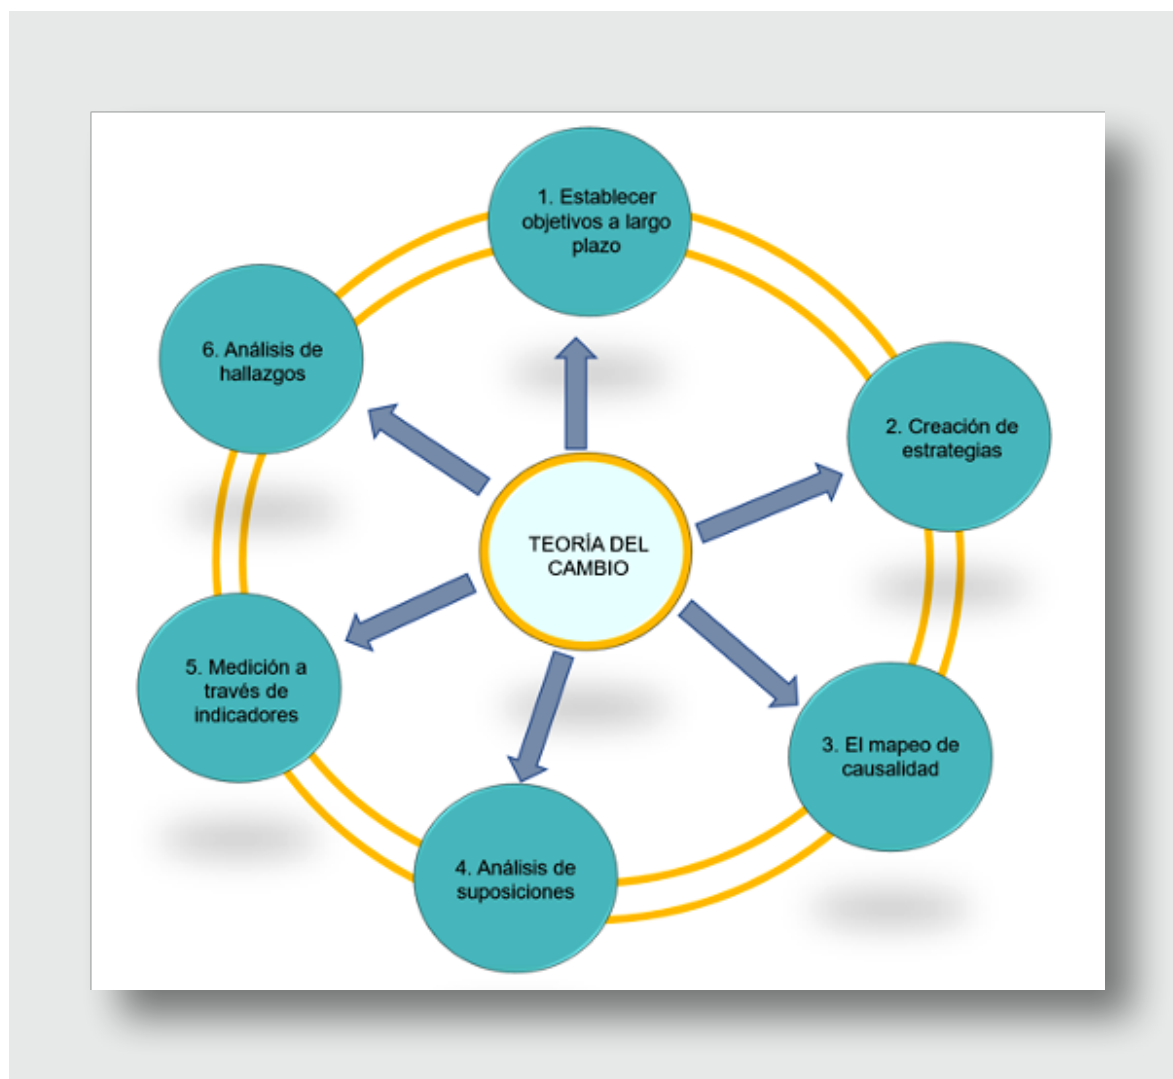 1. Establecer
objetivos a largo
plazo
2. Creación de
estrategias
3. El mapeo de
causalidad
4. Análisis de
suposiciones
5. Medición a
través de
indicadores
6. Análisis de
hallazgos
TEORÍA DEL
CAMBIO